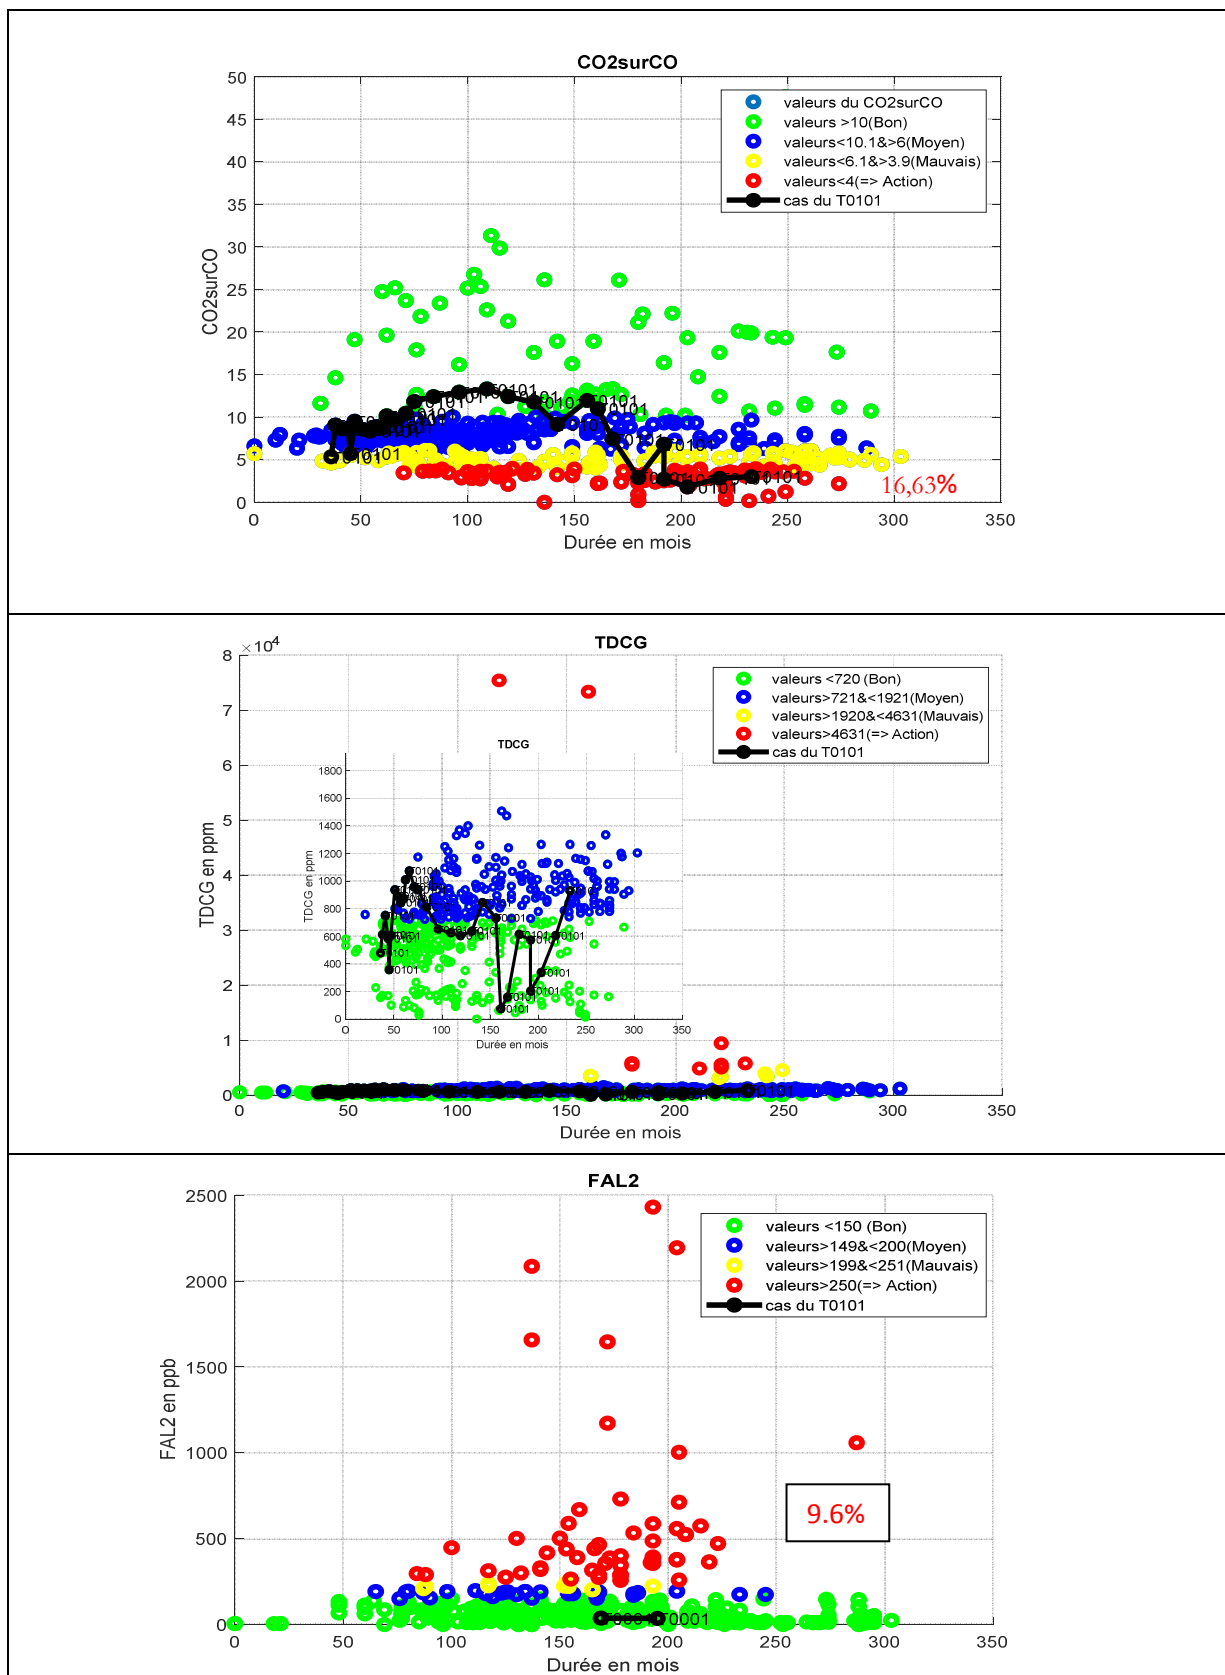 CO2surCO
50
45
40
35
30
25
20
15
10
5
0
CO2surCO
valeurs du CO2surCO
valeurs >10(Bon)
valeurs<10.1&>6(Moyen)
valeurs<6.1&>3.9(Mauvais)
valeurs<4(=> Action)
cas du T0101
16,63%
0 50 100 150 200 250 300 350
Durée en mois
TDCG
×10⁴
8
7
6
5
4
3
2
1
0
TDCG en ppm
valeurs <720 (Bon)
valeurs>721&<1921(Moyen)
valeurs>1920&<4631(Mauvais)
valeurs>4631(=> Action)
cas du T0101
TDCG
1800
1600
1400
1200
1000
800
600
400
200
0
TDCG en ppm
T0101
0 50 100 150 200 250 300 350
Durée en mois
0 50 100 150 200 250 300 350
Durée en mois
FAL2
2500
2000
1500
1000
500
0
FAL2 en ppb
valeurs <150 (Bon)
valeurs>149&<200(Moyen)
valeurs>199&<251(Mauvais)
valeurs>250(=> Action)
cas du T0101
9.6%
T0001
0 50 100 150 200 250 300 350
Durée en mois